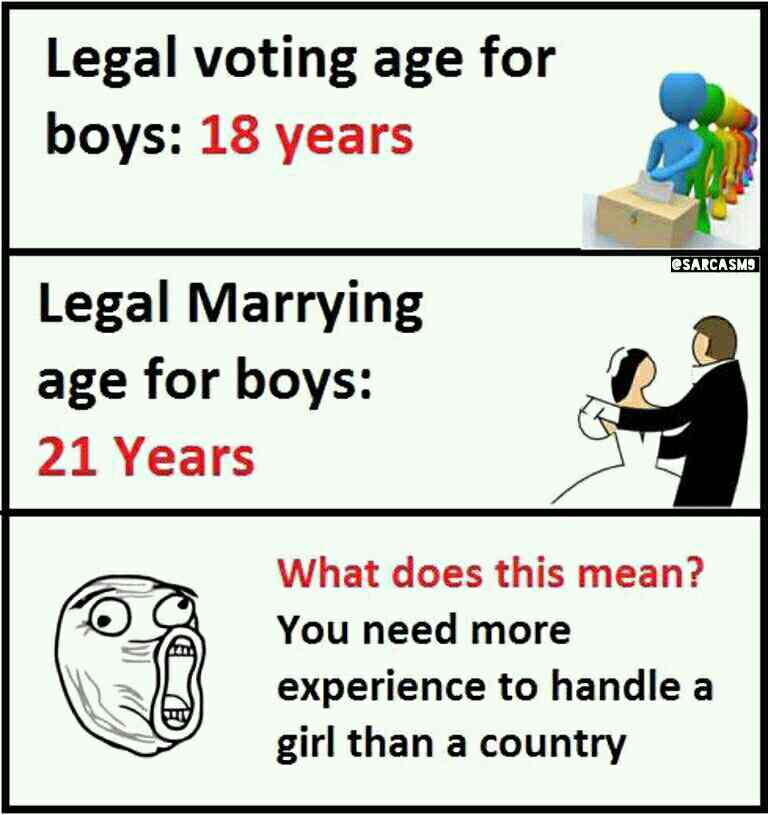 Legal voting age for
boys: 18 years
@SARCASM9
Legal Marrying
age for boys:
21 Years
What does this mean?
You need more
experience to handle a
girl than a country